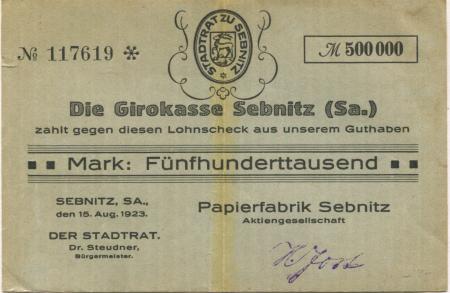 STADTRAT ZU SEBNITZ
№ 117619 *
M 500 000
Die Girokasse Sebnitz (Sa.)
zahlt gegen diesen Lohnscheck aus unserem Guthaben
Mark: Fünfhunderttausend
SEBNITZ, SA.,
den 15. Aug. 1923.
DER STADTRAT.
Dr. Steudner,
Bürgermeister.
Papierfabrik Sebnitz
Aktiengesellschaft